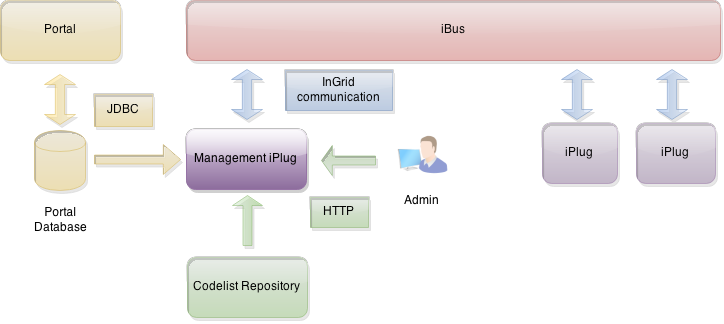 Portal
iBus
InGrid
communication
JDBC
Management iPlug
iPlug
iPlug
Portal
Database
Admin
HTTP
Codelist Repository